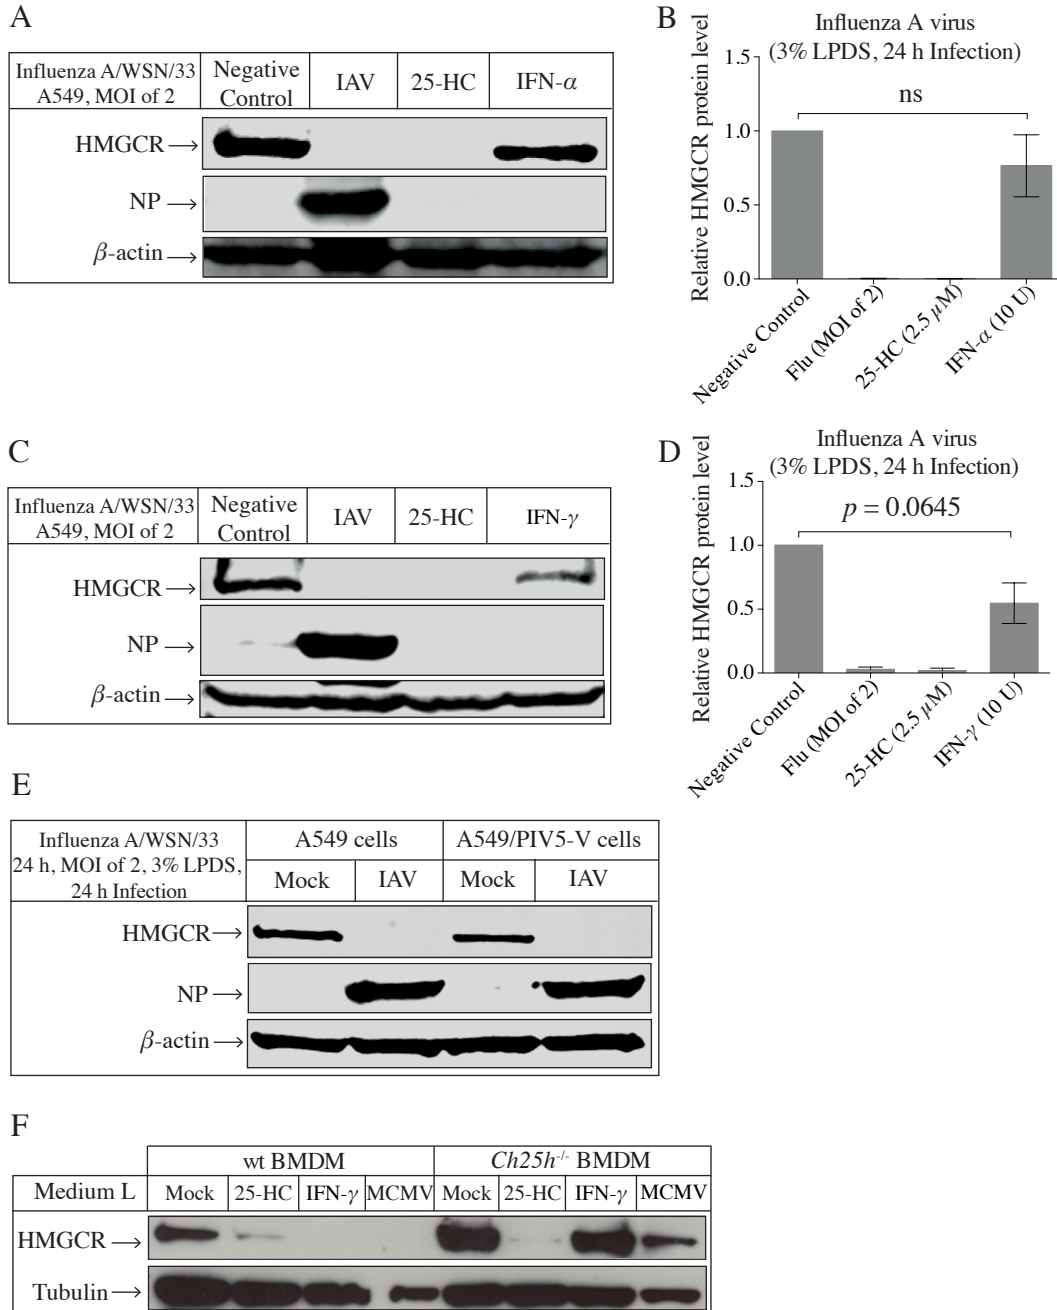 A
Influenza A/WSN/33
A549, MOI of 2
Negative
Control
IAV
25-HC
IFN-α
HMGCR→
NP →
β-actin →
B
Influenza A virus
(3% LPDS, 24 h Infection)
Relative HMGCR protein level
1.5
1.0
0.5
0.0
ns
Negative Control
Flu (MOI of 2)
25-HC (2.5 μM)
IFN-α (10 U)
C
Influenza A/WSN/33
A549, MOI of 2
Negative
Control
IAV
25-HC
IFN-γ
HMGCR →
NP →
β-actin →
D
Influenza A virus
(3% LPDS, 24 h Infection)
Relative HMGCR protein level
1.5
1.0
0.5
0.0
p = 0.0645
Negative Control
Flu (MOI of 2)
25-HC (2.5 μM)
IFN-γ (10 U)
E
Influenza A/WSN/33
24 h, MOI of 2, 3% LPDS,
24 h Infection
A549 cells
A549/PIV5-V cells
Mock
IAV
Mock
IAV
HMGCR→
NP →
β-actin→
F
wt BMDM
Ch25h-/- BMDM
Medium L
Mock
25-HC
IFN-γ
MCMV
Mock
25-HC
IFN-γ
MCMV
HMGCR →
Tubulin→